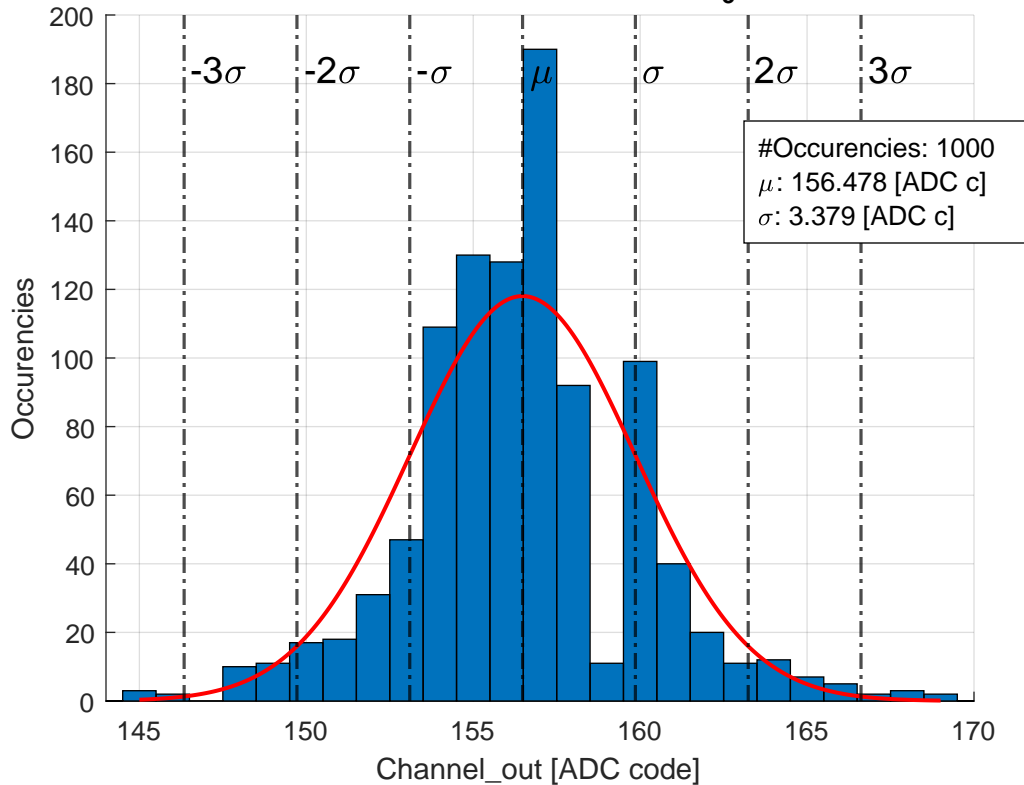 200
180
160
140
120
100
80
60
40
20
0
Occurencies
-3σ -2σ -σ μ σ 2σ 3σ
#Occurencies: 1000
μ: 156.478 [ADC c]
σ: 3.379 [ADC c]
145 150 155 160 165 170
Channel_out [ADC code]